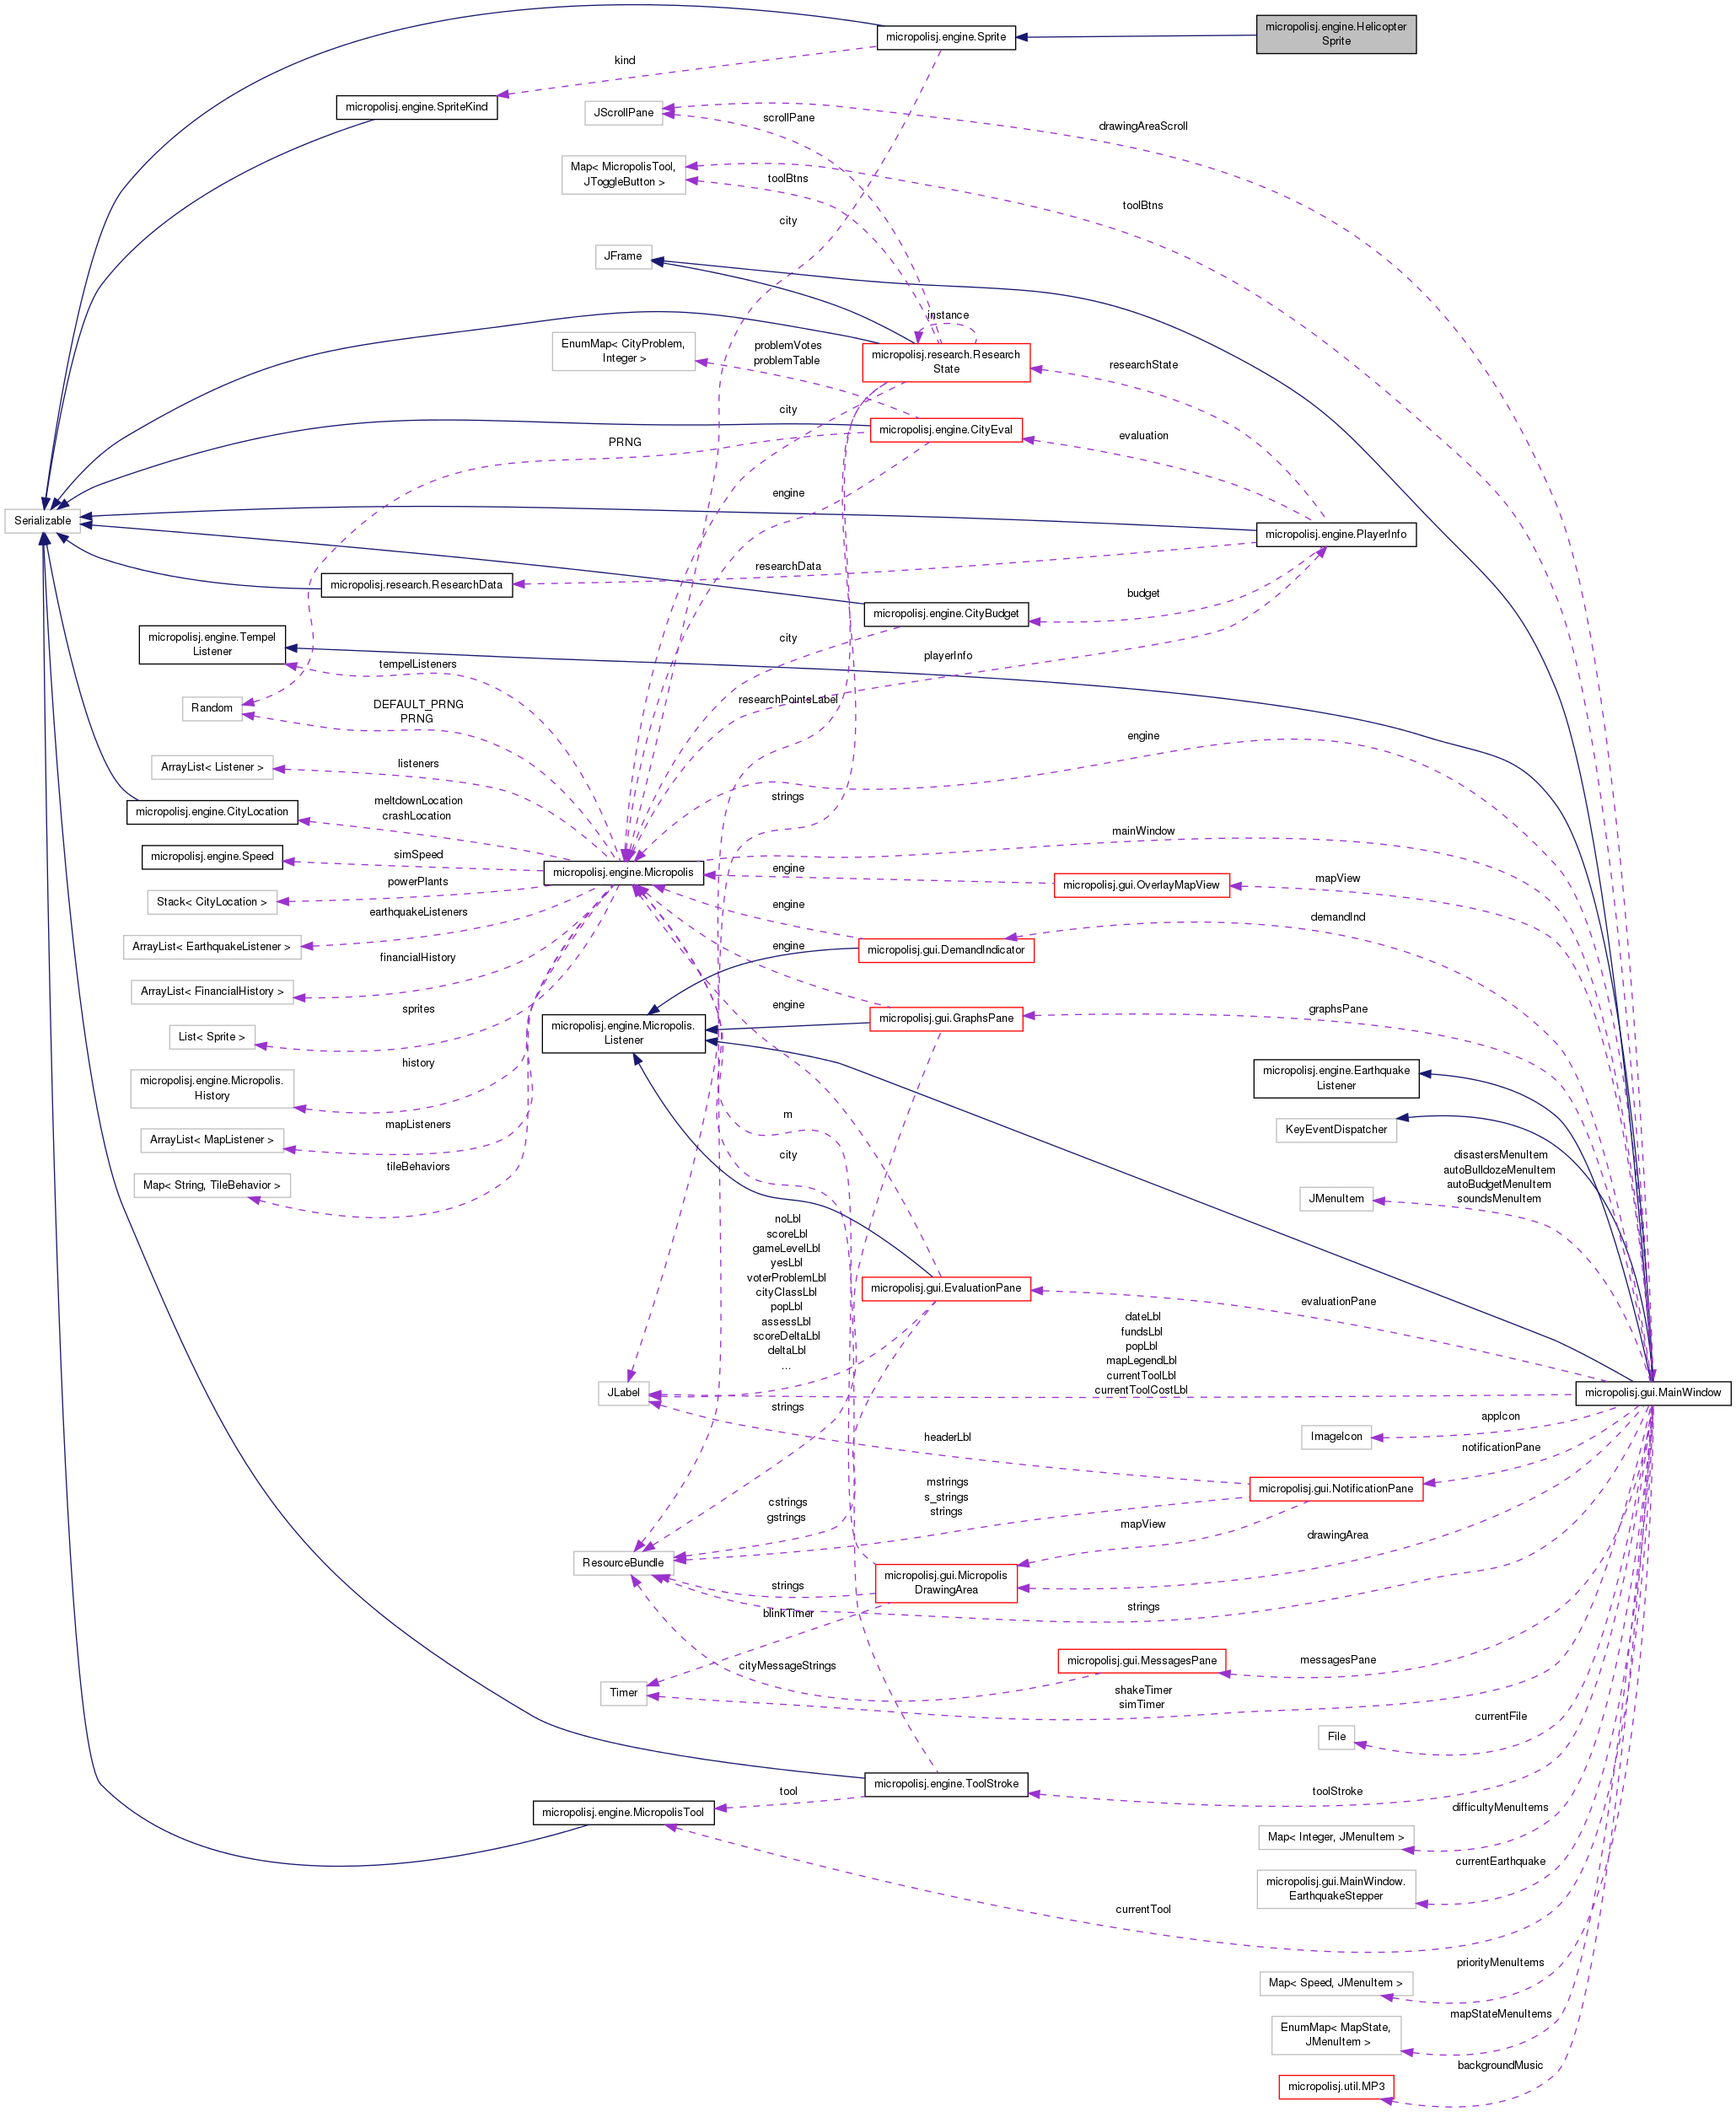 micropolisj.engine.Helicopter
Sprite
micropolisj.engine.Sprite
kind
micropolisj.engine.SpriteKind
JScrollPane
scrollPane
drawingAreaScroll
Map< MicropolisTool,
JToggleButton >
toolBtns
toolBtns
city
JFrame
instance
EnumMap< CityProblem,
Integer >
problemVotes
problemTable
micropolisj.research.Research
State
researchState
city
micropolisj.engine.CityEval
evaluation
PRNG
engine
Serializable
micropolisj.engine.PlayerInfo
researchData
micropolisj.research.ResearchData
budget
micropolisj.engine.CityBudget
micropolisj.engine.Tempel
Listener
city
playerInfo
tempelListeners
researchPointsLabel
Random
DEFAULT_PRNG
PRNG
engine
ArrayList< Listener >
listeners
strings
micropolisj.engine.CityLocation
meltdownLocation
crashLocation
mainWindow
micropolisj.engine.Speed
simSpeed
micropolisj.engine.Micropolis
engine
micropolisj.gui.OverlayMapView
mapView
powerPlants
Stack< CityLocation >
earthquakeListeners
engine
demandInd
ArrayList< EarthquakeListener >
micropolisj.gui.DemandIndicator
financialHistory
engine
ArrayList< FinancialHistory >
sprites
engine
graphsPane
micropolisj.gui.GraphsPane
List< Sprite >
micropolisj.engine.Micropolis.
Listener
history
micropolisj.engine.Micropolis.
History
micropolisj.engine.Earthquake
Listener
mapListeners
m
KeyEventDispatcher
ArrayList< MapListener >
city
disastersMenuItem
autoBulldozeMenuItem
autoBudgetMenuItem
soundsMenuItem
tileBehaviors
Map< String, TileBehavior >
JMenuItem
noLbl
scoreLbl
gameLevelLbl
yesLbl
voterProblemLbl
cityClassLbl
popLbl
assessLbl
scoreDeltaLbl
deltaLbl
...
micropolisj.gui.EvaluationPane
evaluationPane
dateLbl
fundsLbl
popLbl
mapLegendLbl
currentToolLbl
currentToolCostLbl
JLabel
micropolisj.gui.MainWindow
strings
appIcon
ImageIcon
headerLbl
notificationPane
mstrings
s_strings
strings
micropolisj.gui.NotificationPane
cstrings
gstrings
mapView
drawingArea
ResourceBundle
micropolisj.gui.Micropolis
DrawingArea
strings
blinkTimer
strings
cityMessageStrings
micropolisj.gui.MessagesPane
messagesPane
Timer
shakeTimer
simTimer
currentFile
File
micropolisj.engine.ToolStroke
toolStroke
tool
micropolisj.engine.MicropolisTool
difficultyMenuItems
Map< Integer, JMenuItem >
currentEarthquake
micropolisj.gui.MainWindow.
EarthquakeStepper
currentTool
priorityMenuItems
Map< Speed, JMenuItem >
mapStateMenuItems
EnumMap< MapState,
JMenuItem >
backgroundMusic
micropolisj.util.MP3